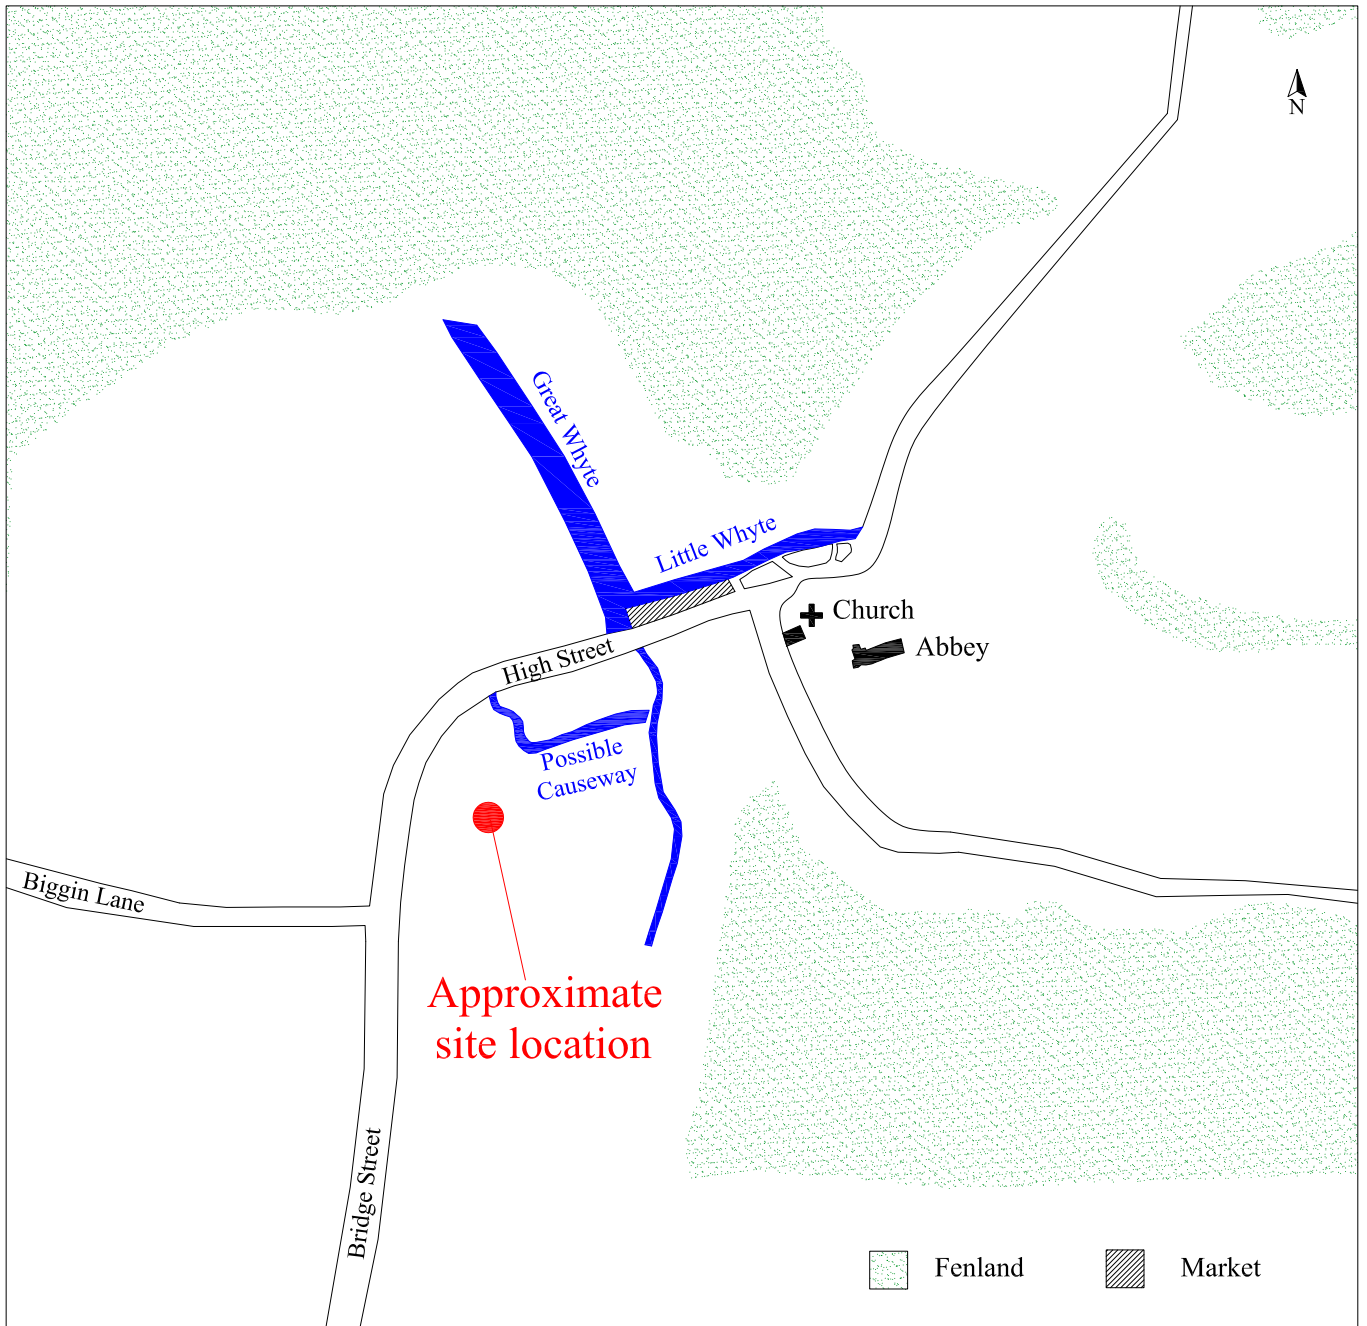 N
Great Whyte
Little Whyte
Church
Abbey
High Street
Possible
Causeway
Biggin Lane
Approximate
site location
Bridge Street
Fenland
Market